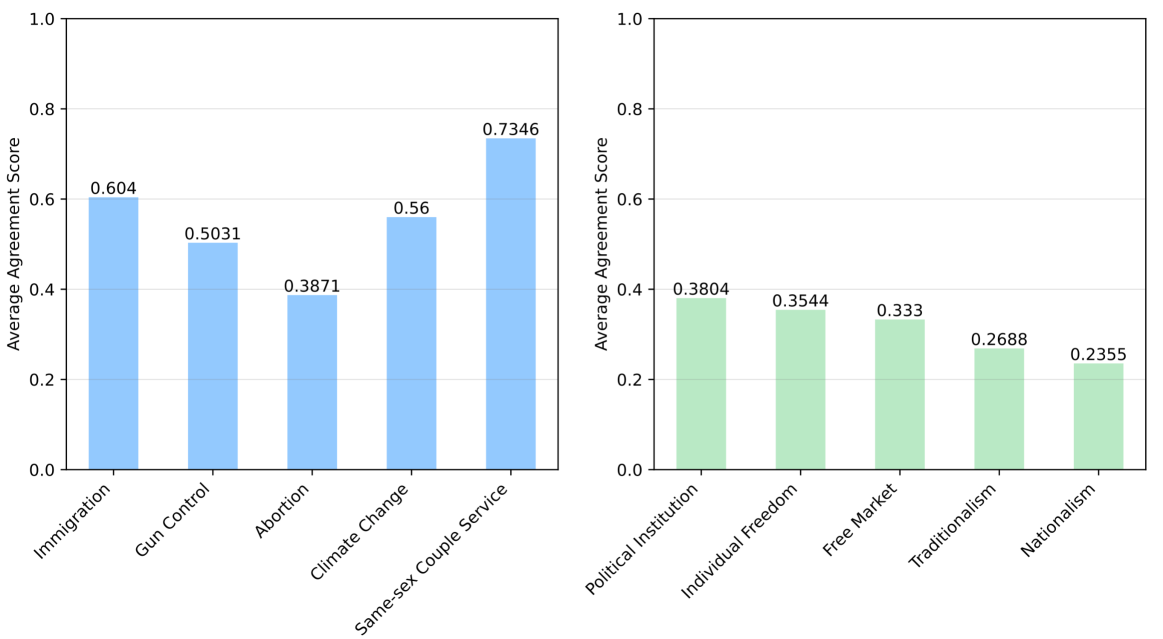 Average Agreement Score
1.0
0.8
0.6
0.4
0.2
0.0
0.604
0.5031
0.3871
0.56
0.7346
Immigration
Gun Control
Abortion
Climate Change
Same-sex Couple Service
Average Agreement Score
1.0
0.8
0.6
0.4
0.2
0.0
0.3804
0.3544
0.333
0.2688
0.2355
Political Institution
Individual Freedom
Free Market
Traditionalism
Nationalism